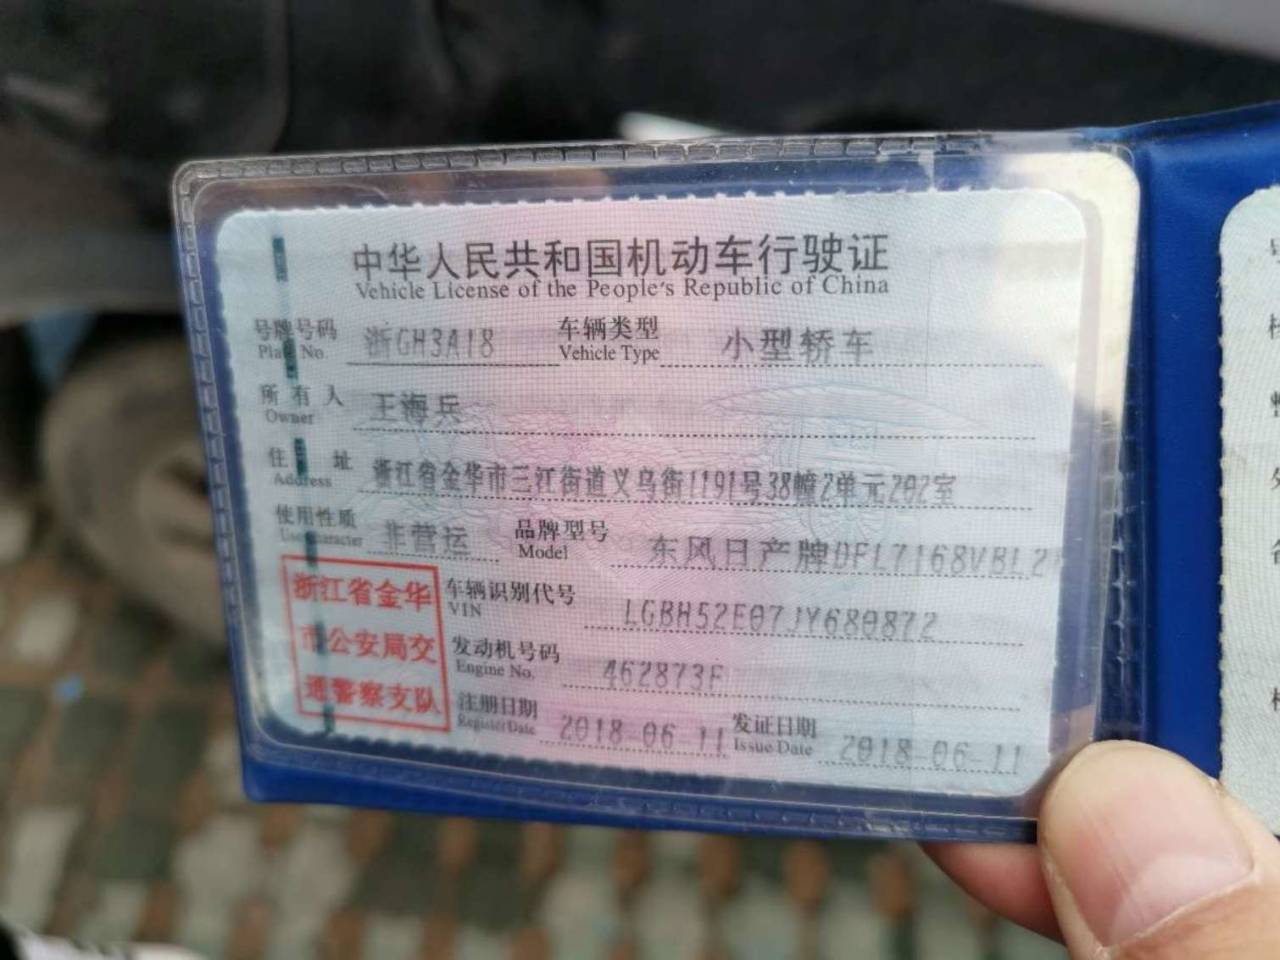 中华人民共和国机动车行驶证
Vehicle License of the People's Republic of China
号牌号码 浙GH3A18 车辆类型 小型轿车
Plate No. Vehicle Type
所有人 王海兵
Owner
住址 浙江省金华市三江街道义乌街1191号38幢2单元202室
Address
使用性质 非营运 品牌型号 东风日产牌DFL7168VBL2
Use Character Model
浙江省金华
市公安局交
通警察支队
车辆识别代号 LGBH52E07JY680872
VIN
发动机号码 462873F
Engine No.
注册日期 2018-06-11 发证日期 2018-06-11
Register Date Issue Date